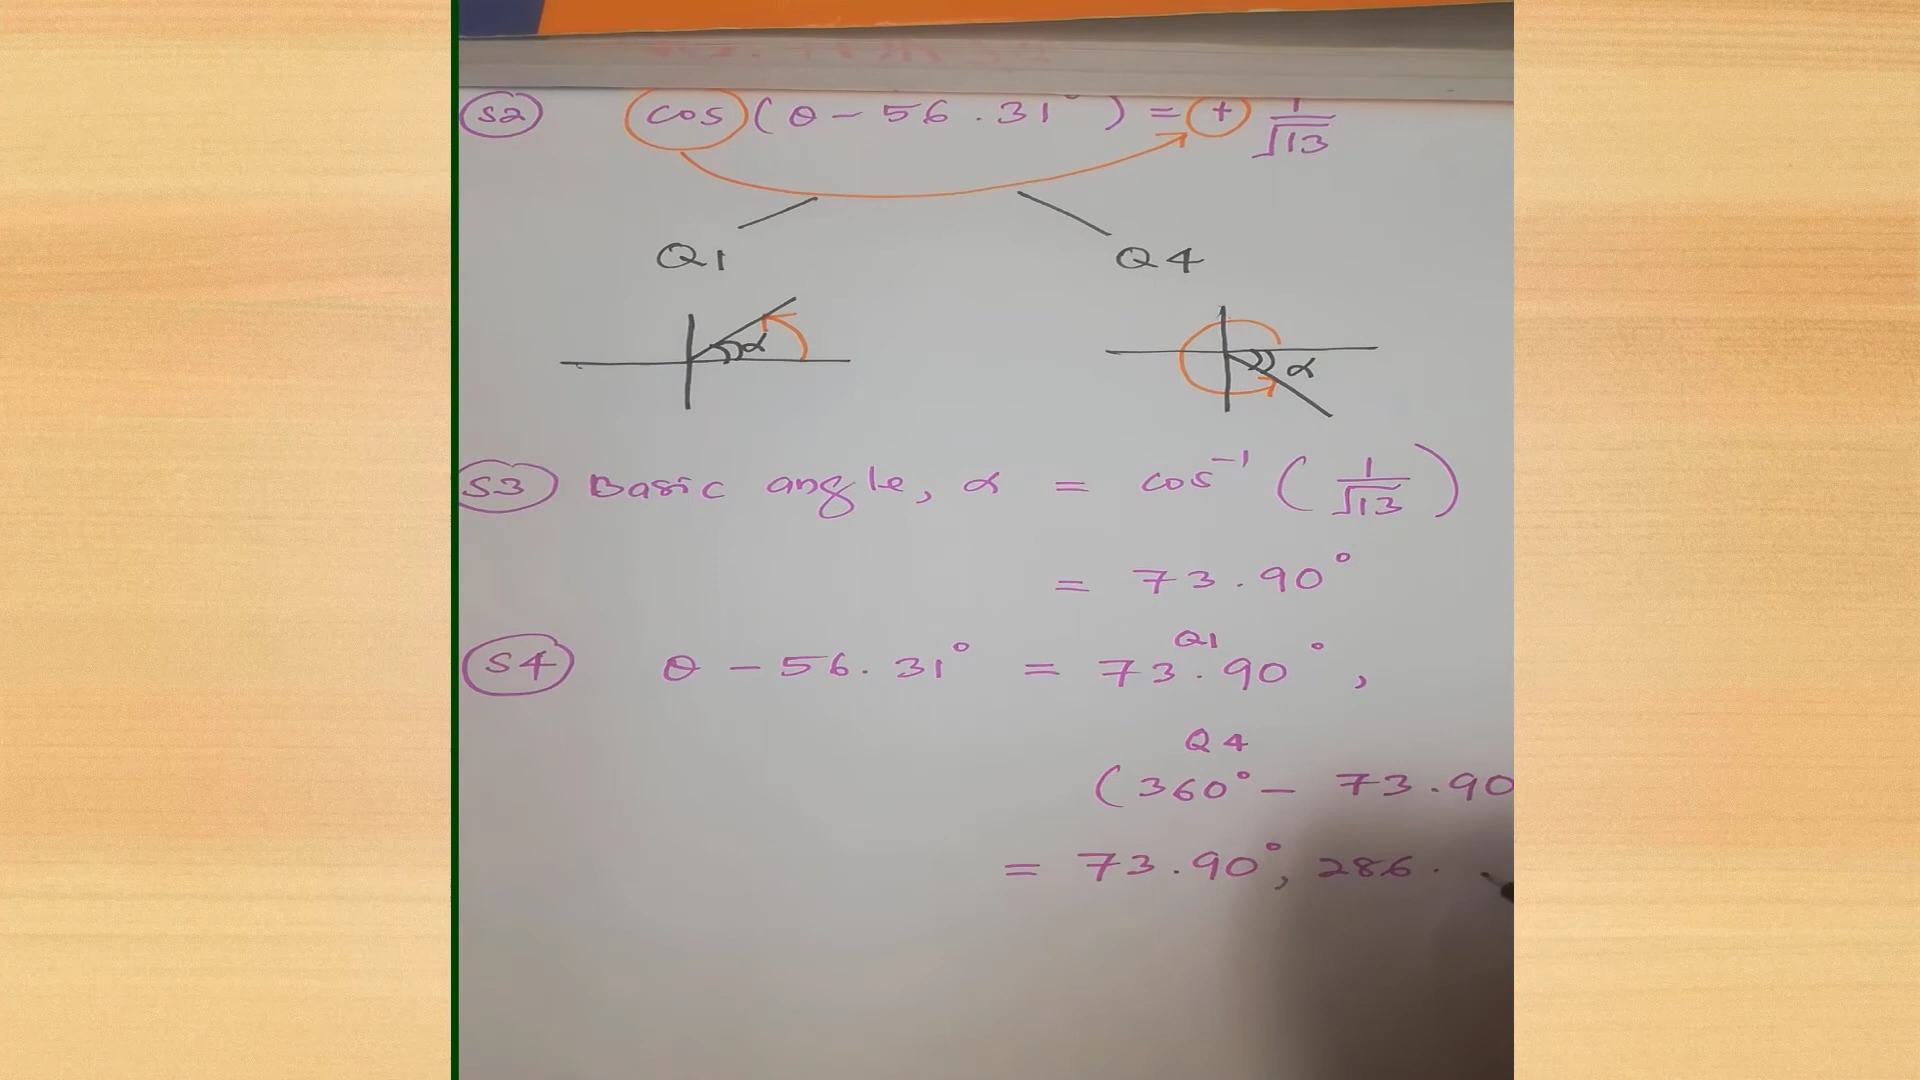 S2 cos(θ − 56.31°) = + 1/√13
Q1 Q4
α α
S3 Basic angle, α = cos⁻¹(1/√13)
= 73.90°
Q1
S4 θ − 56.31° = 73.90°,
Q4
(360° − 73.90
= 73.90°, 286.